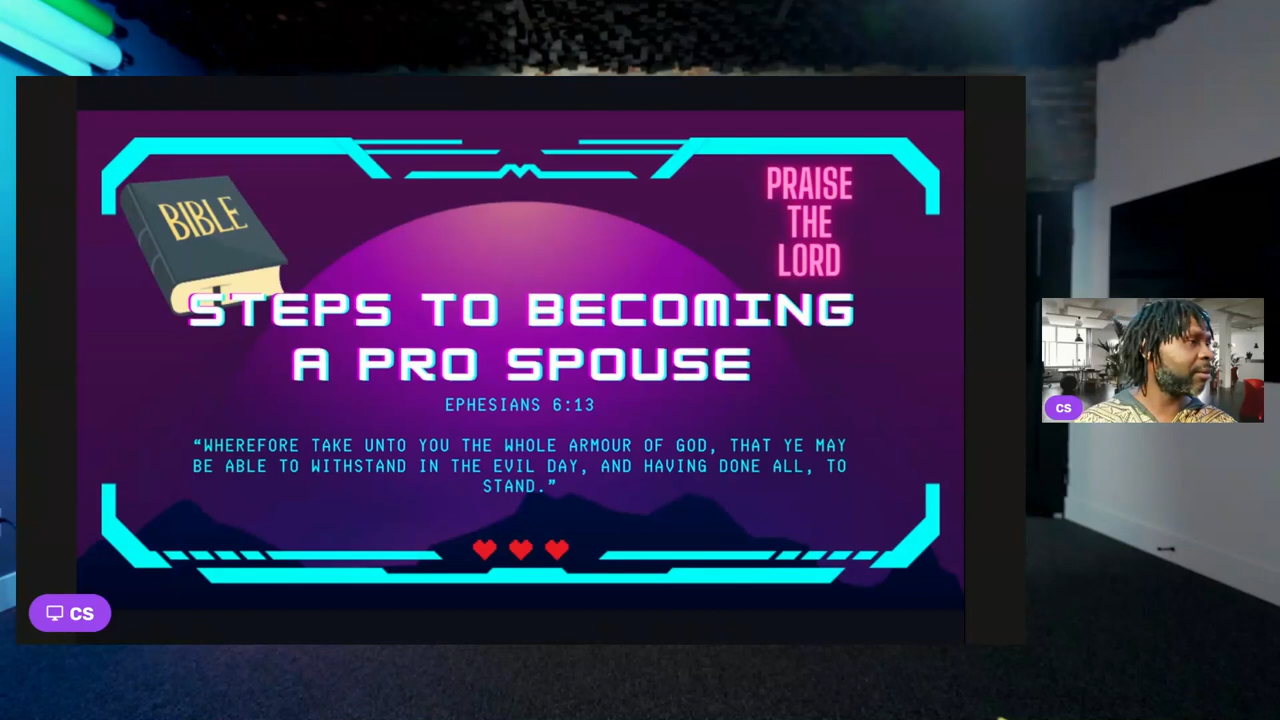 BIBLE
PRAISE
THE
LORD
STEPS TO BECOMING
A PRO SPOUSE
EPHESIANS 6:13
“WHEREFORE TAKE UNTO YOU THE WHOLE ARMOUR OF GOD, THAT YE MAY
BE ABLE TO WITHSTAND IN THE EVIL DAY, AND HAVING DONE ALL, TO
STAND.”
CS
CS